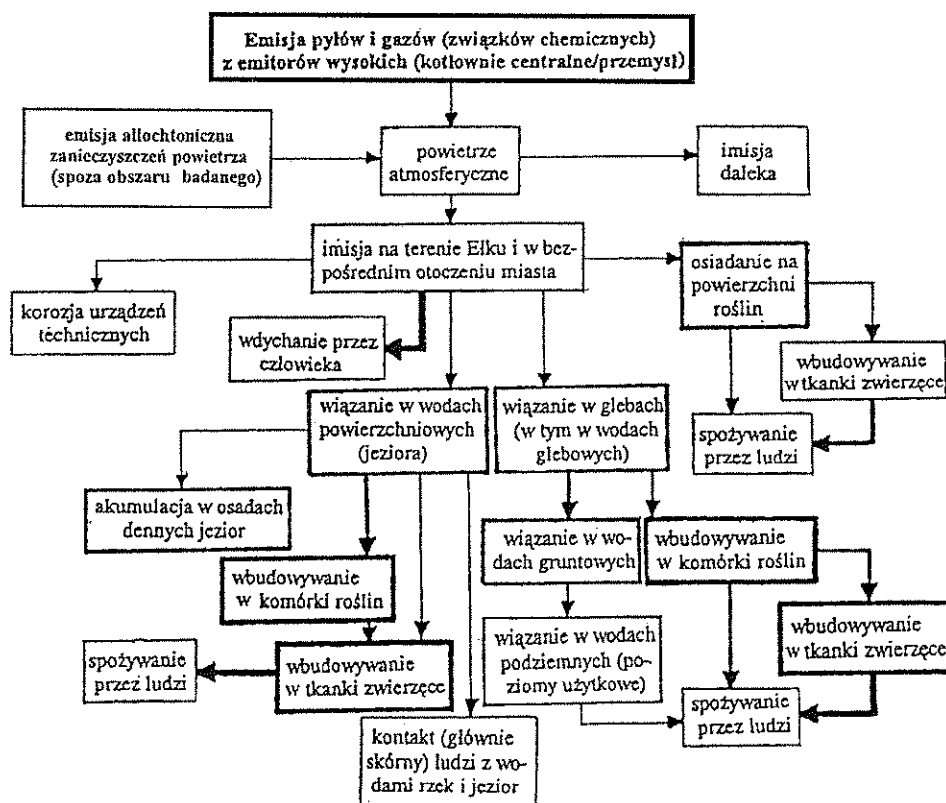 Emisja pyłów i gazów (związków chemicznych)
z emitorów wysokich (kotłownie centralne/przemysł)
emisja allochtoniczna
zanieczyszczeń powietrza
(spoza obszaru badanego)
powietrze
atmosferyczne
imisja
daleka
imisja na terenie Ełku i w bez-
pośrednim otoczeniu miasta
osiadanie na
powierzchni
roślin
korozja urządzeń
technicznych
wdychanie przez
człowieka
wbudowywanie
w tkanki zwierzęce
wiązanie w wodach
powierzchniowych
(jeziora)
wiązanie w glebach
(w tym w wodach
glebowych)
spożywanie
przez ludzi
akumulacja w osadach
dennych jezior
wiązanie w wo-
dach gruntowych
wbudowywanie
w komórki roślin
wbudowywanie
w komórki roślin
wbudowywanie
w tkanki zwierzęce
wiązanie w wodach
podziemnych (po-
ziomy użytkowe)
spożywanie
przez ludzi
wbudowywanie
w tkanki zwierzęce
spożywanie
przez ludzi
kontakt (głównie
skórny) ludzi z wo-
dami rzek i jezior